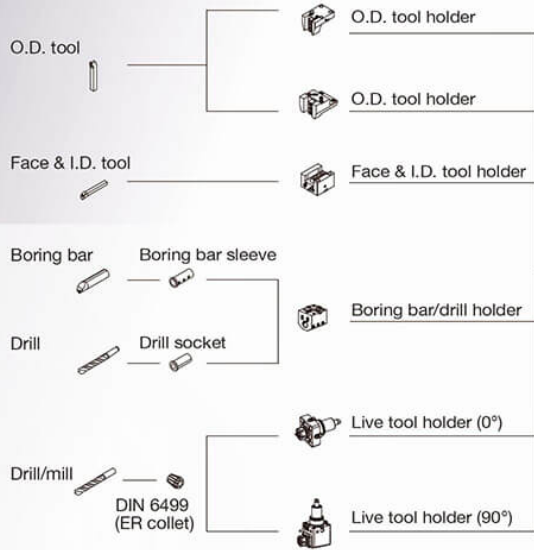 O.D. tool
O.D. tool holder
O.D. tool holder
Face & I.D. tool
Face & I.D. tool holder
Boring bar
Boring bar sleeve
Boring bar/drill holder
Drill
Drill socket
Drill/mill
DIN 6499
(ER collet)
Live tool holder (0°)
Live tool holder (90°)